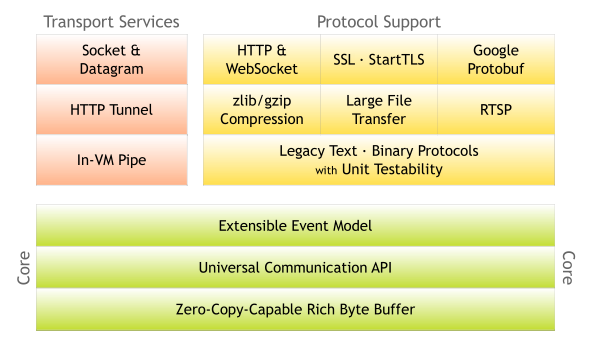 Transport Services
Protocol Support
Socket &
Datagram
HTTP &
WebSocket
SSL · StartTLS
Google
Protobuf
HTTP Tunnel
zlib/gzip
Compression
Large File
Transfer
RTSP
In-VM Pipe
Legacy Text · Binary Protocols
with Unit Testability
Extensible Event Model
Core
Universal Communication API
Core
Zero-Copy-Capable Rich Byte Buffer